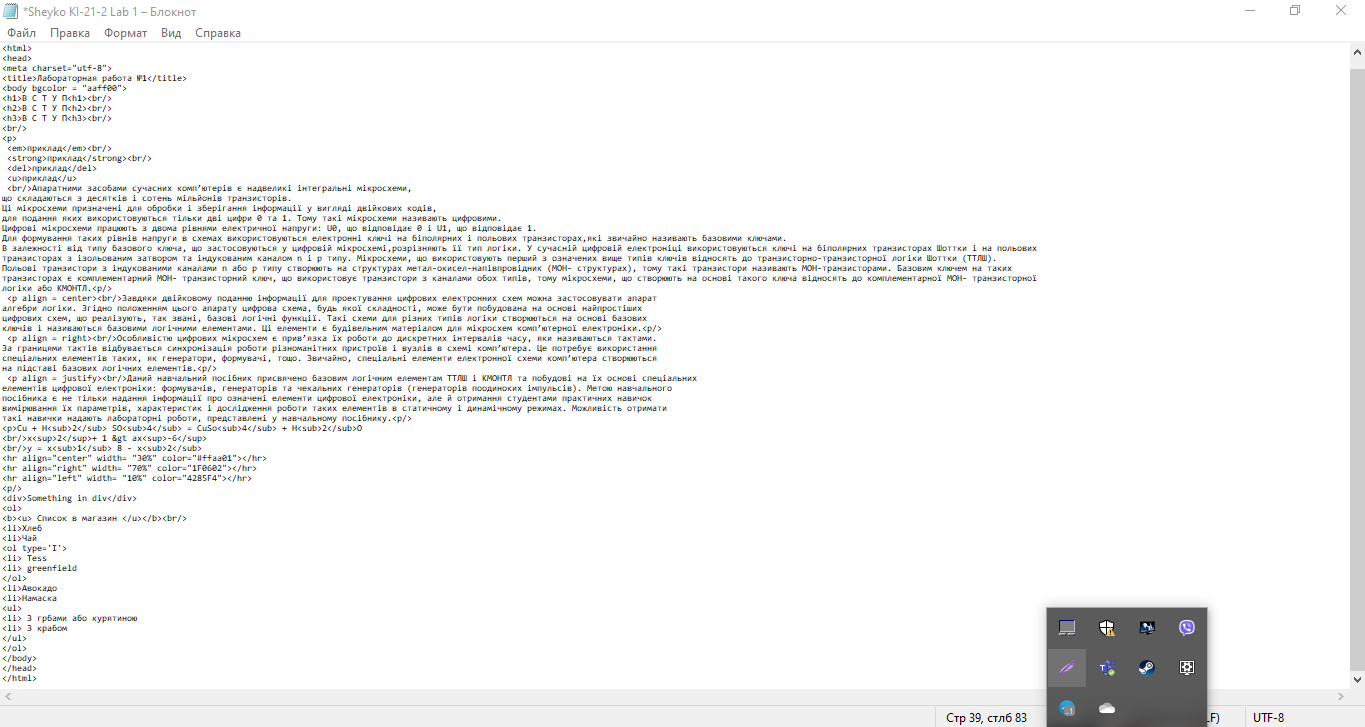 *Sheyko KI-21-2 Lab 1 – Блокнот
Файл Правка Формат Вид Справка
<html>
<head>
<meta charset="utf-8">
<title>Лабораторная работа №1</title>
<body bgcolor = "aaff00">
<h1>В С Т У П<h1><br/>
<h2>В С Т У П<h2><br/>
<h3>В С Т У П<h3><br/>
<br/>
<p>
<em>приклад</em><br/>
<strong>приклад</strong><br/>
<del>приклад</del>
<u>приклад</u>
<br/>Апаратними засобами сучасних комп’ютерів є надвеликі інтегральні мікросхеми,
що складаються з десятків і сотень мільйонів транзисторів.
Ці мікросхеми призначені для обробки і зберігання інформації у вигляді двійкових кодів,
для подання яких використовуються тільки дві цифри 0 та 1. Тому такі мікросхеми називають цифровими.
Цифрові мікросхеми працюють з двома рівнями електричної напруги: U0, що відповідає 0 і U1, що відповідає 1.
Для формування таких рівнів напруги в схемах використовуються електронні ключі на біполярних і польових транзисторах,які звичайно називають базовими ключами.
В залежності від типу базового ключа, що застосовуються у цифровій мікросхемі,розрізняють її тип логіки. У сучасній цифровій електроніці використовуються ключі на біполярних транзисторах Шоттки і на польових
транзисторах з ізольованим затвором та індукованим каналом n і p типу. Мікросхеми, що використовують перший з означених вище типів ключів відносять до транзисторно-транзисторної логіки Шоттки (ТТЛШ).
Польові транзистори з індукованими каналами n або p типу створюють на структурах метал-окисел-напівпровідник (МОН- структурах), тому такі транзистори називають МОН-транзисторами. Базовим ключем на таких
транзисторах є комплементарний МОН- транзисторний ключ, що використовує транзистори з каналами обох типів, тому мікросхеми, що створюють на основі такого ключа відносять до комплементарної МОН- транзисторної
логіки або КМОНТЛ.<p/>
<p align = center><br/>Завдяки двійковому поданню інформації для проектування цифрових електронних схем можна застосовувати апарат
алгебри логіки. Згідно положенням цього апарату цифрова схема, будь якої складності, може бути побудована на основі найпростіших
цифрових схем, що реалізують, так звані, базові логічні функції. Такі схеми для різних типів логіки створюються на основі базових
ключів і називаються базовими логічними елементами. Ці елементи є будівельним матеріалом для мікросхем комп’ютерної електроніки.<p/>
<p align = right><br/>Особливістю цифрових мікросхем є прив’язка їх роботи до дискретних інтервалів часу, яки називаються тактами.
За границями тактів відбувається синхронізація роботи різноманітних пристроїв і вузлів в схемі комп’ютера. Це потребує використання
спеціальних елементів таких, як генератори, формувачі, тощо. Звичайно, спеціальні елементи електронної схеми комп’ютера створюються
на підставі базових логічних елементів.<p/>
<p align = justify><br/>Даний навчальний посібник присвячено базовим логічним елементам ТТЛШ і КМОНТЛ та побудові на їх основі спеціальних
елементів цифрової електроніки: формувачів, генераторів та чекальних генераторів (генераторів поодиноких імпульсів). Метою навчального
посібника є не тільки надання інформації про означені елементи цифрової електроніки, але й отримання студентами практичних навичок
вимірювання їх параметрів, характеристик і дослідження роботи таких елементів в статичному і динамічному режимах. Можливість отримати
такі навички надають лабораторні роботи, представлені у навчальному посібнику.<p/>
<p>Cu + H<sub>2</sub> SO<sub>4</sub> = CuSo<sub>4</sub> + H<sub>2</sub>O
<br/>x<sup>2</sup>+ 1 &gt ax<sup>-6</sup>
<br/>y = x<sub>1</sub> 8 - x<sub>2</sub>
<hr align="center" width= "30%" color="#ffaa01"></hr>
<hr align="right" width= "70%" color="1F0602"></hr>
<hr align="left" width= "10%" color="4285F4"></hr>
<p/>
<div>Something in div</div>
<ol>
<b><u> Список в магазин </u></b><br/>
<li>Хлеб
<li>Чай
<ol type='I'>
<li> Tess
<li> greenfield
</ol>
<li>Авокадо
<li>Намаска
<ul>
<li> З грбами або курятиною
<li> З крабом
</ul>
</ol>
</body>
</head>
</html>
Стр 39, стлб 83
LF)
UTF-8